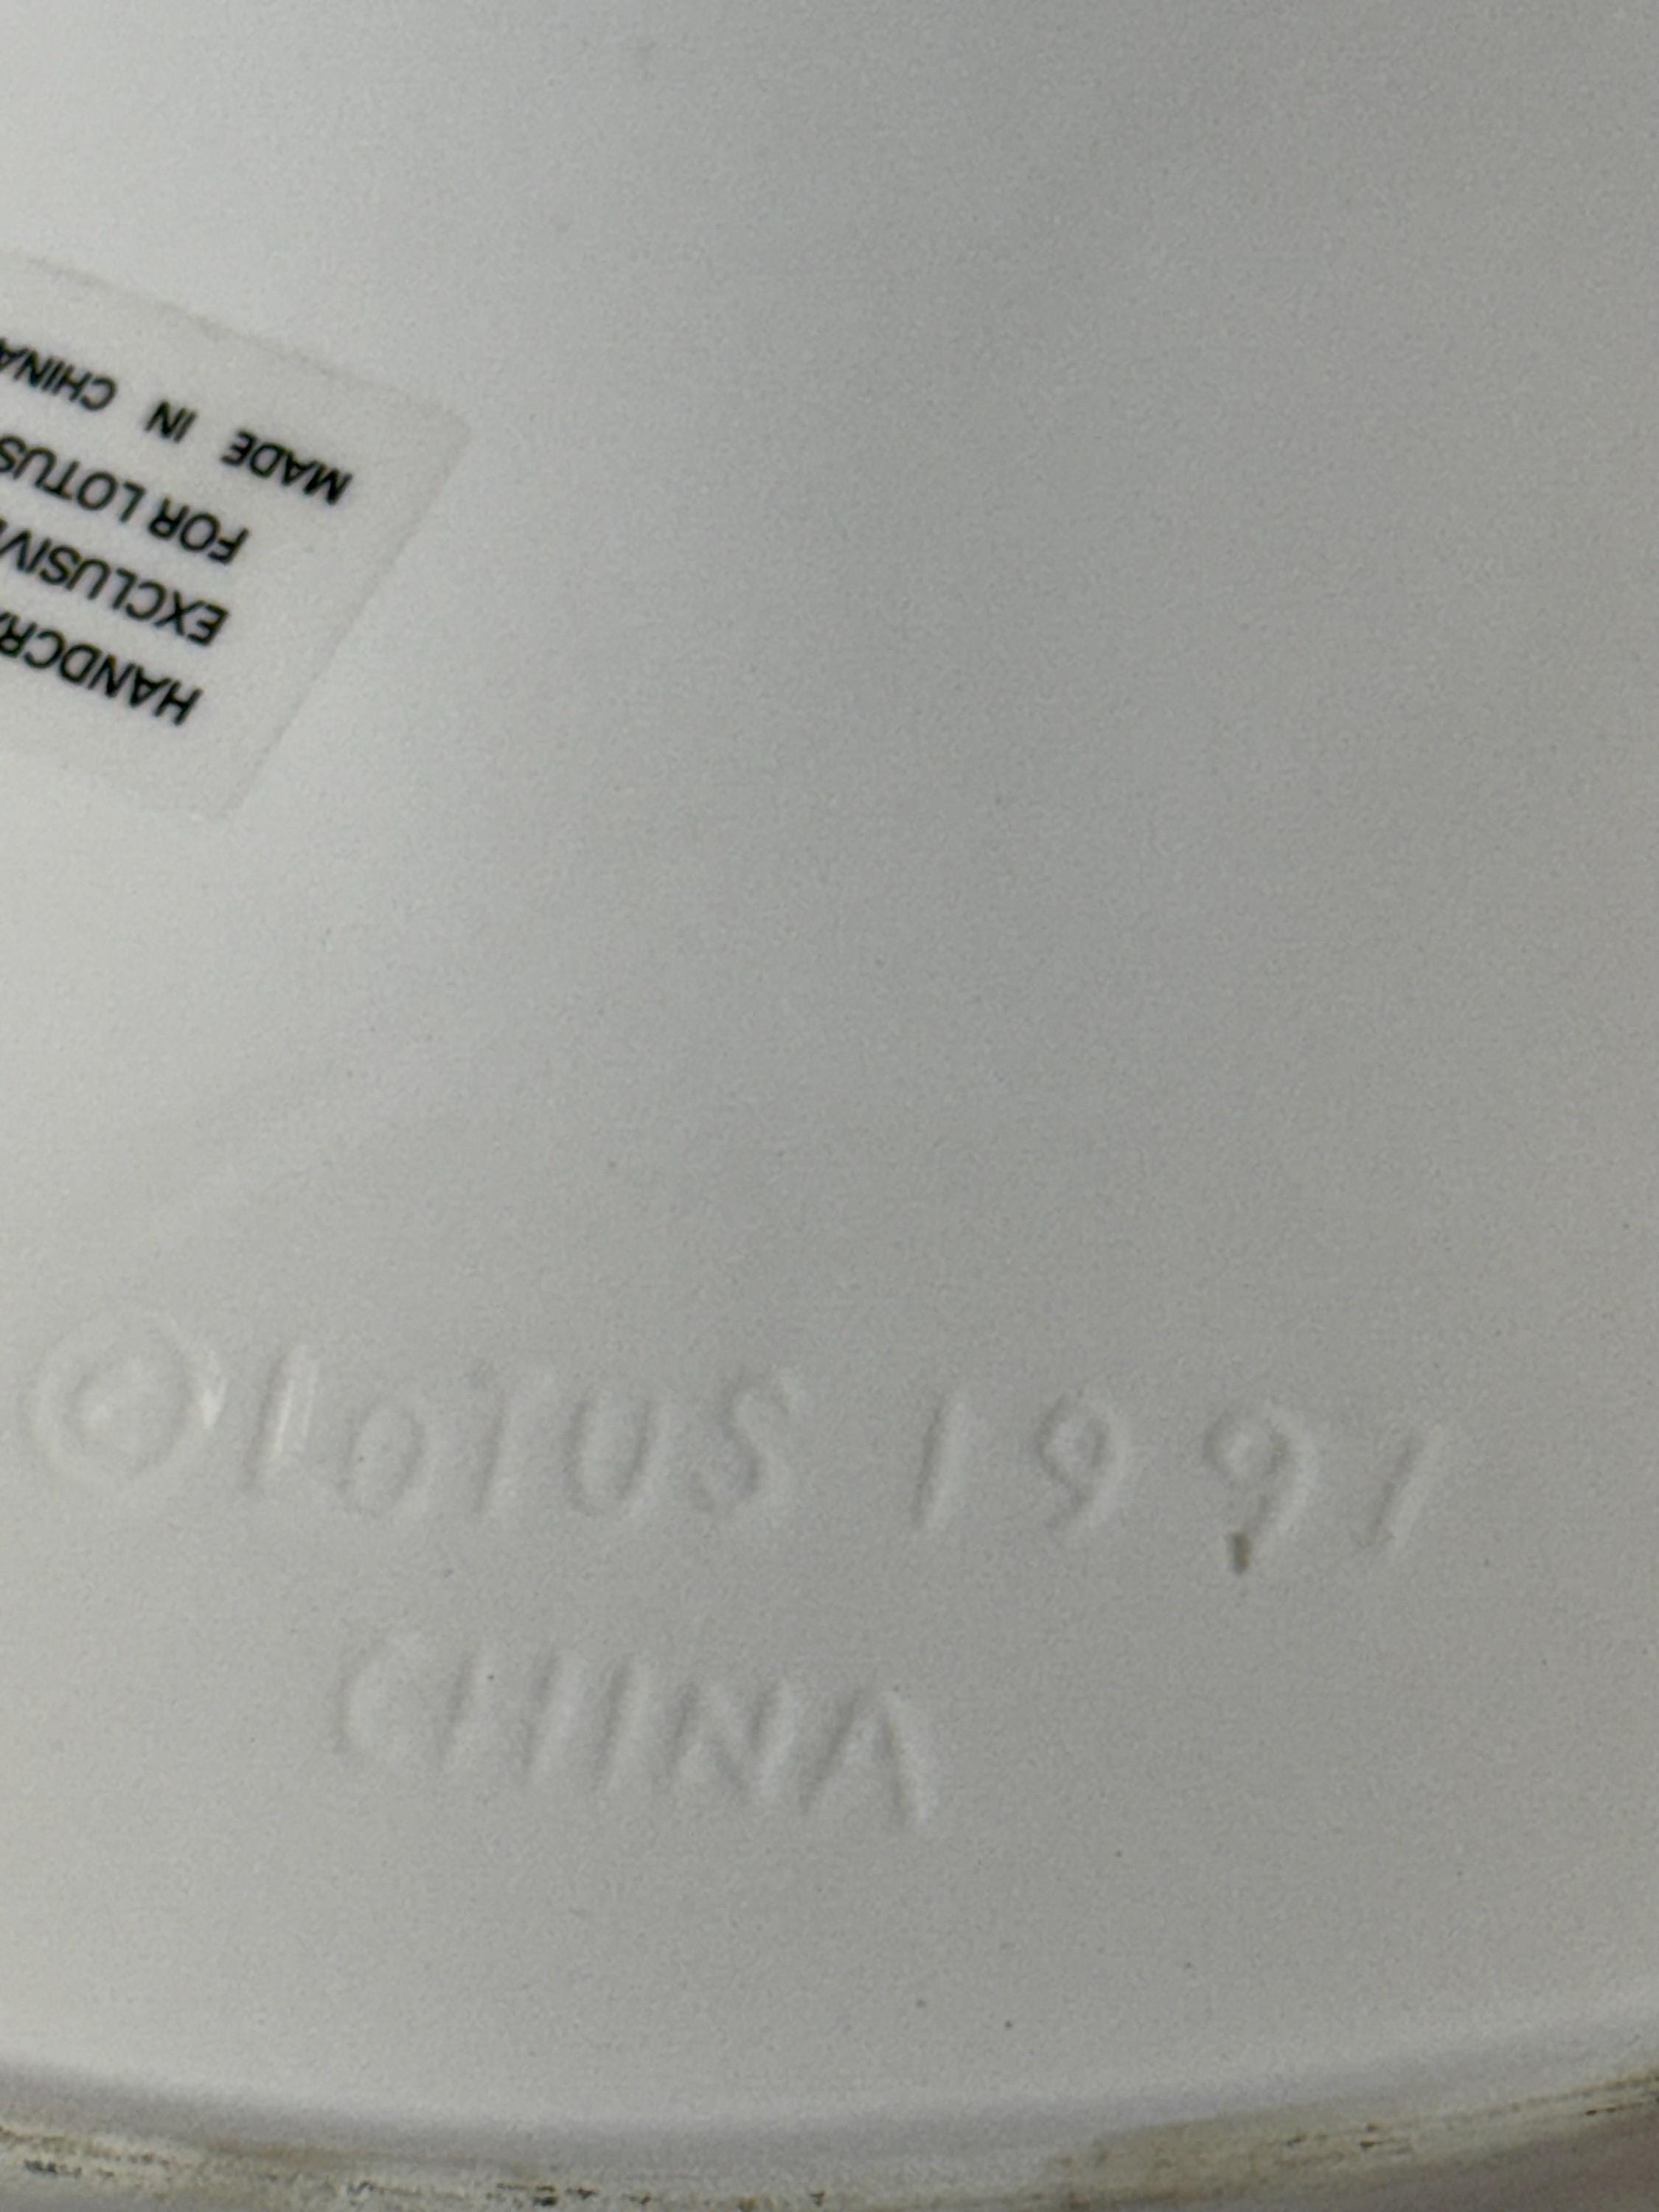 HANDCRA
EXCLUSIV
FOR LOTUS
MADE IN CHINA
©LOTUS 1991
CHINA